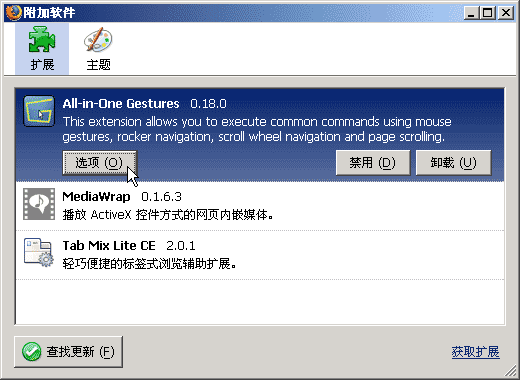 附加软件
扩展
主题
All-in-One Gestures 0.18.0
This extension allows you to execute common commands using mouse
gestures, rocker navigation, scroll wheel navigation and page scrolling.
选项 (O)
禁用 (D)
卸载 (U)
MediaWrap 0.1.6.3
播放 ActiveX 控件方式的网页内嵌媒体。
Tab Mix Lite CE 2.0.1
轻巧便捷的标签式浏览辅助扩展。
查找更新 (F)
获取扩展